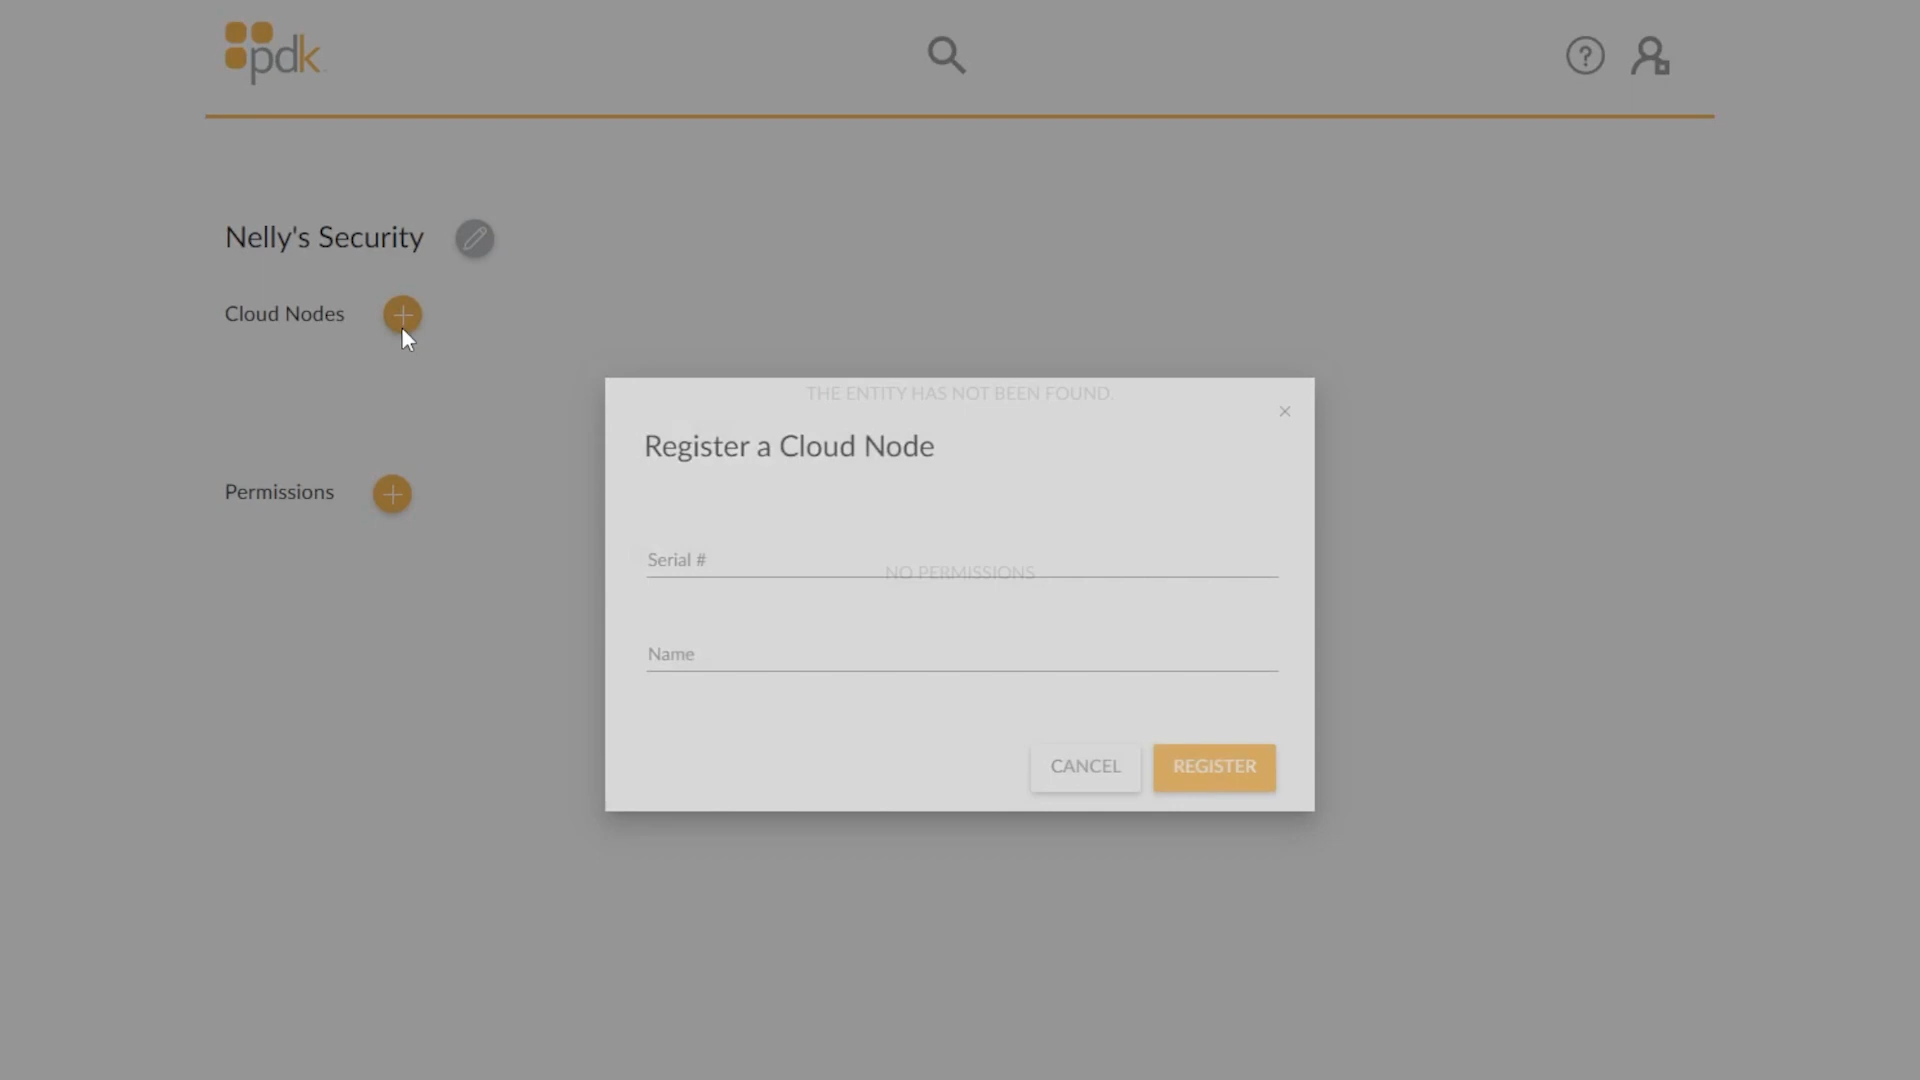 pdk
Nelly's Security
Cloud Nodes
THE ENTITY HAS NOT BEEN FOUND.
Register a Cloud Node
Permissions
Serial #
NO PERMISSIONS
Name
CANCEL
REGISTER